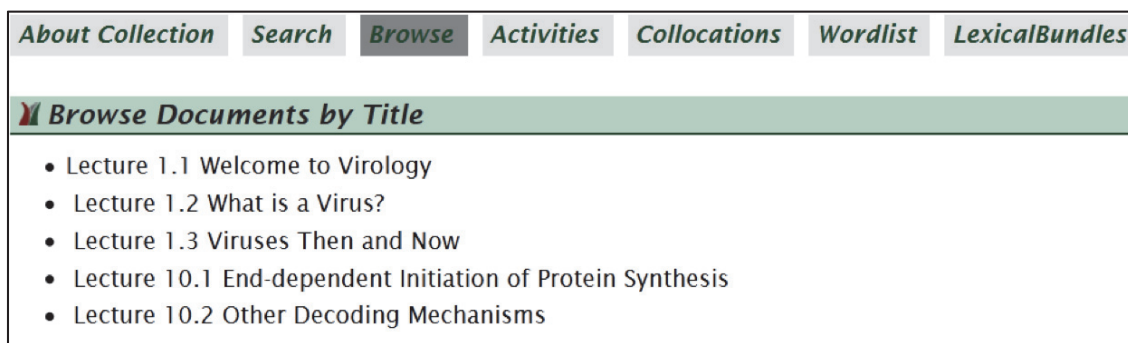 About Collection Search Browse Activities Collocations Wordlist LexicalBundles
Browse Documents by Title
• Lecture 1.1 Welcome to Virology
• Lecture 1.2 What is a Virus?
• Lecture 1.3 Viruses Then and Now
• Lecture 10.1 End-dependent Initiation of Protein Synthesis
• Lecture 10.2 Other Decoding Mechanisms